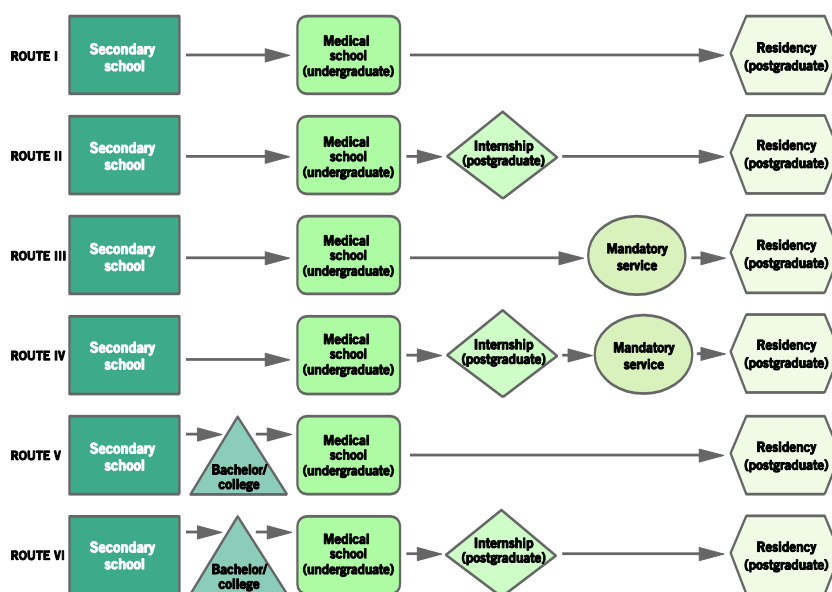 ROUTE I
Secondary
school
Medical
school
(undergraduate)
Residency
(postgraduate)
ROUTE II
Secondary
school
Medical
school
(undergraduate)
Internship
(postgraduate)
Residency
(postgraduate)
ROUTE III
Secondary
school
Medical
school
(undergraduate)
Mandatory
service
Residency
(postgraduate)
ROUTE IV
Secondary
school
Medical
school
(undergraduate)
Internship
(postgraduate)
Mandatory
service
Residency
(postgraduate)
ROUTE V
Secondary
school
Bachelor/
college
Medical
school
(undergraduate)
Residency
(postgraduate)
ROUTE VI
Secondary
school
Bachelor/
college
Medical
school
(undergraduate)
Internship
(postgraduate)
Residency
(postgraduate)